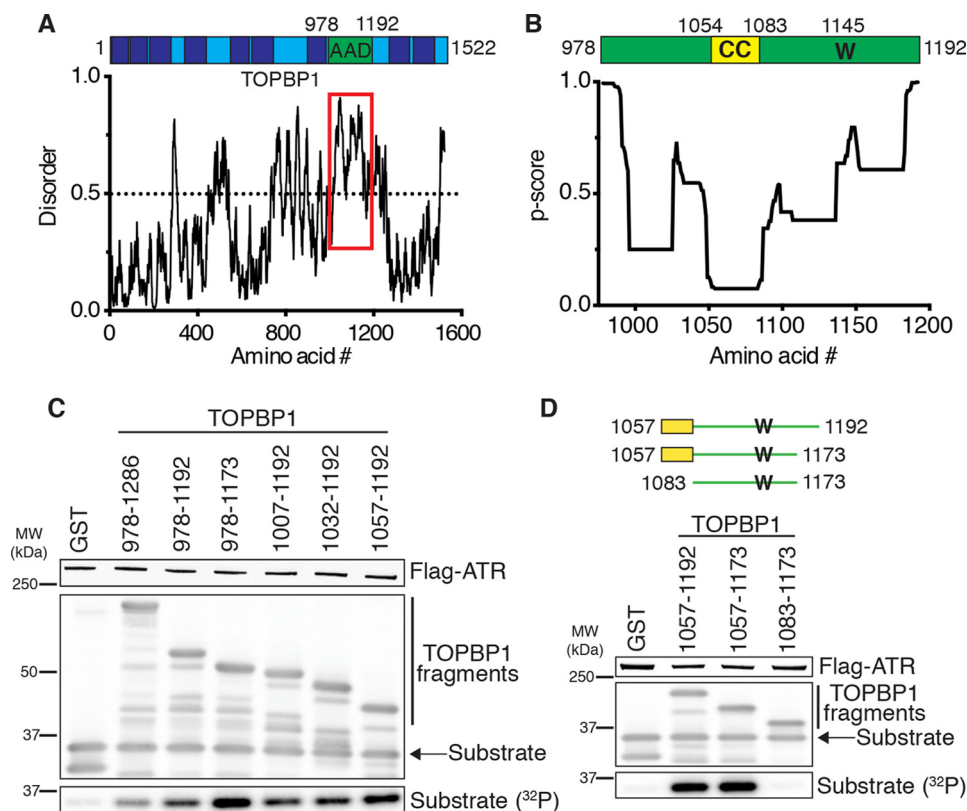 A
978 1192
1 AAD 1522
TOPBP1
1.0
0.5
0.0
Disorder
0 400 800 1200 1600
Amino acid #
B
1054 1083 1145
978 CC W 1192
1.0
0.5
0.0
p-score
1000 1050 1100 1150 1200
Amino acid #
C
TOPBP1
GST
978-1286
978-1192
978-1173
1007-1192
1032-1192
1057-1192
MW
(kDa)
250
Flag-ATR
50
TOPBP1
fragments
37
Substrate
37
Substrate (³²P)
D
1057 W 1192
1057 W 1173
1083 W 1173
TOPBP1
GST
1057-1192
1057-1173
1083-1173
MW
(kDa)
Flag-ATR
250
TOPBP1
fragments
37
Substrate
37
Substrate (³²P)